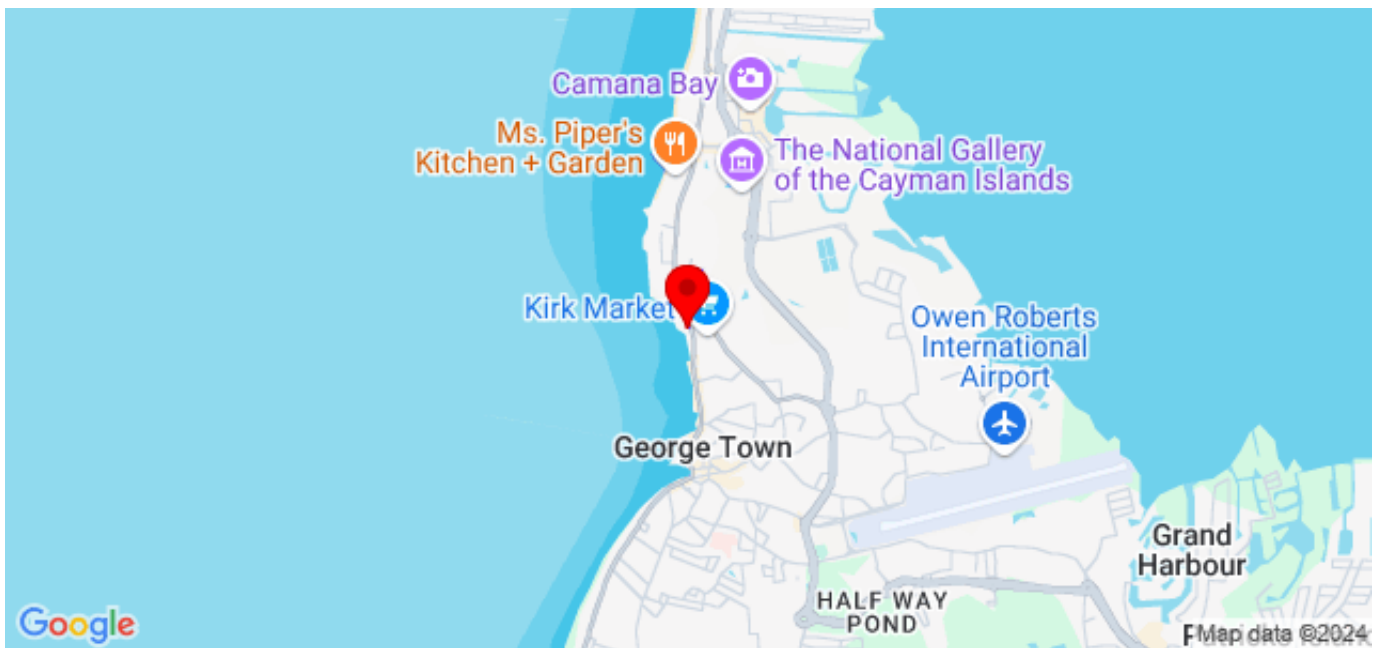 Camana Bay
Ms. Piper's
Kitchen + Garden
The National Gallery
of the Cayman Islands
Kirk Market
Owen Roberts
International
Airport
George Town
Grand
Harbour
HALF WAY
POND
Google
Map data ©2024